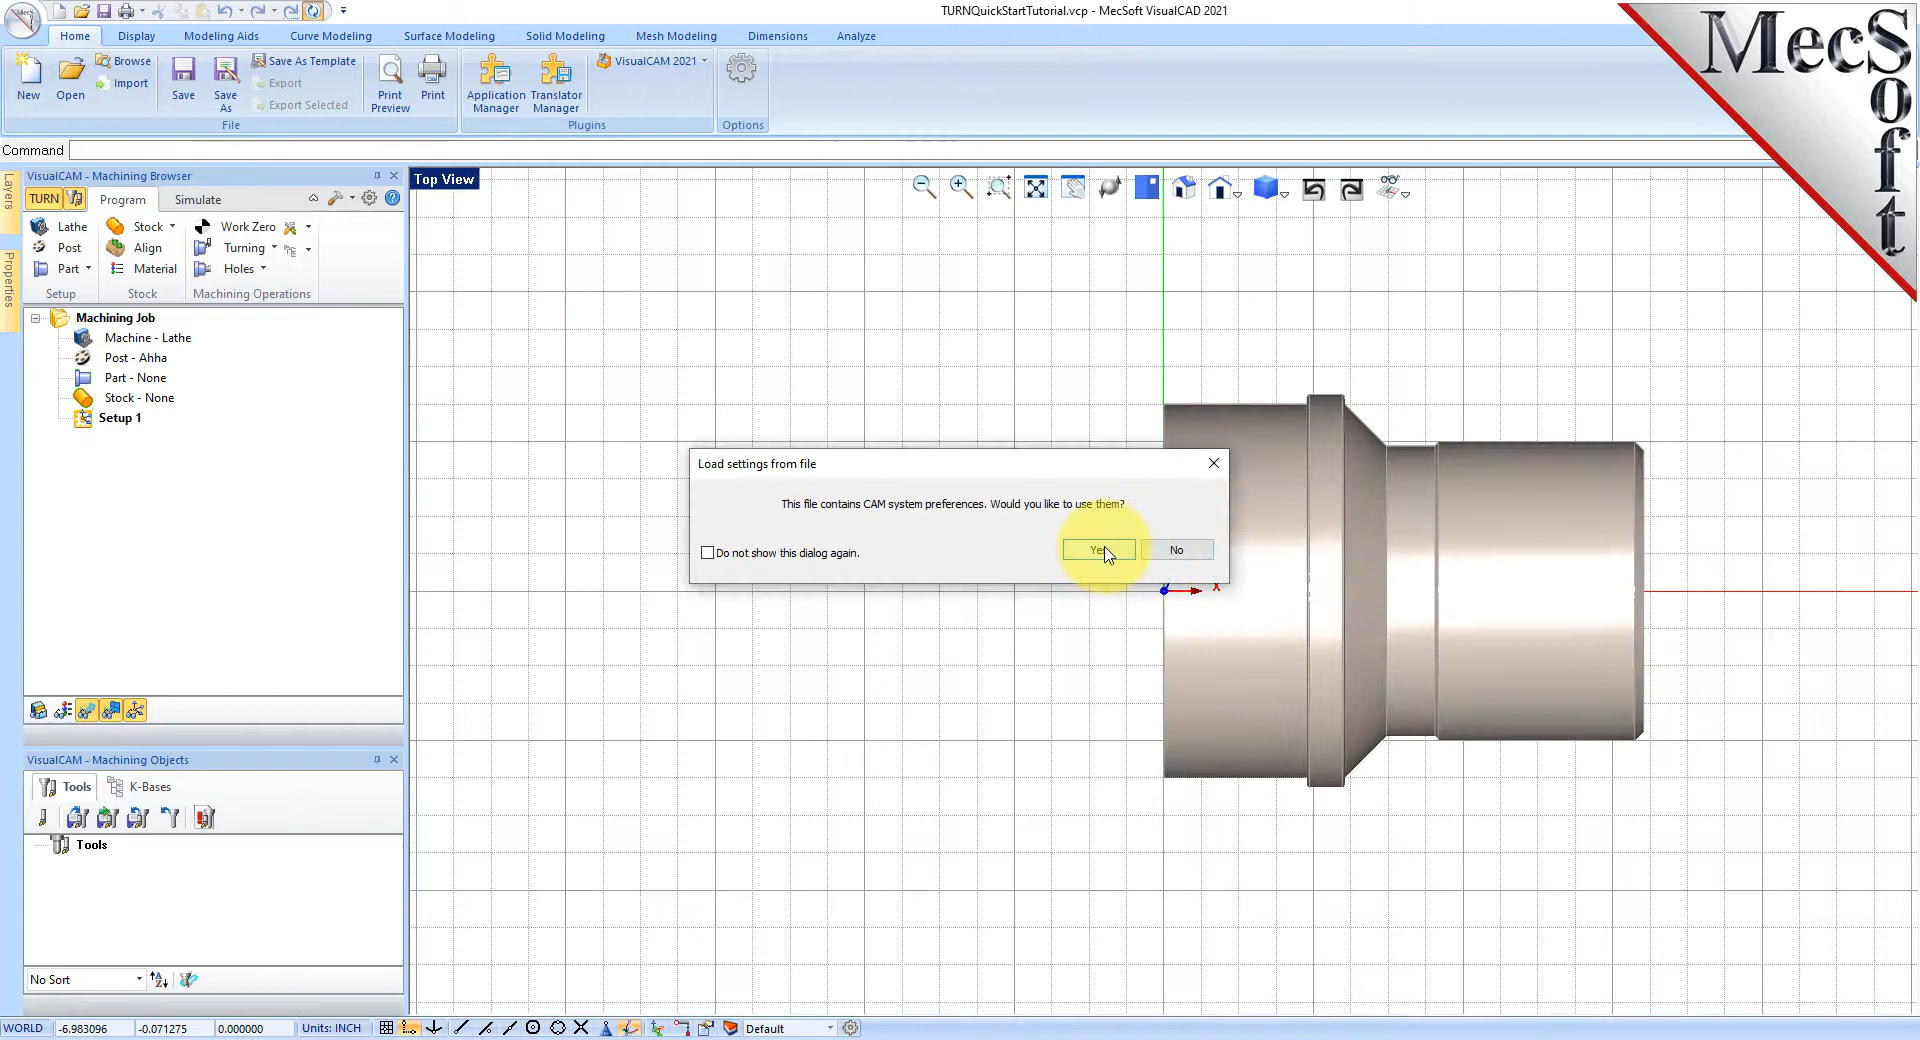 TURNQuickStartTutorial.vcp - MecSoft VisualCAD 2021
MecSoft
Home Display Modeling Aids Curve Modeling Surface Modeling Solid Modeling Mesh Modeling Dimensions Analyze
New
Open
Browse
Import
Save
Save As
Save As Template
Export
Export Selected
Print Preview
Print
Application Manager
Translator Manager
VisualCAM 2021
File
Plugins
Options
Command
Layers
Properties
VisualCAM - Machining Browser
TURN Program Simulate
Lathe Stock Work Zero
Post Align Turning
Part Material Holes
Setup Stock Machining Operations
Machining Job
Machine - Lathe
Post - Ahha
Part - None
Stock - None
Setup 1
Top View
Load settings from file
This file contains CAM system preferences. Would you like to use them?
Do not show this dialog again.
Yes No
X
VisualCAM - Machining Objects
Tools K-Bases
Tools
No Sort
WORLD -6.983096 -0.071275 0.000000 Units: INCH Default